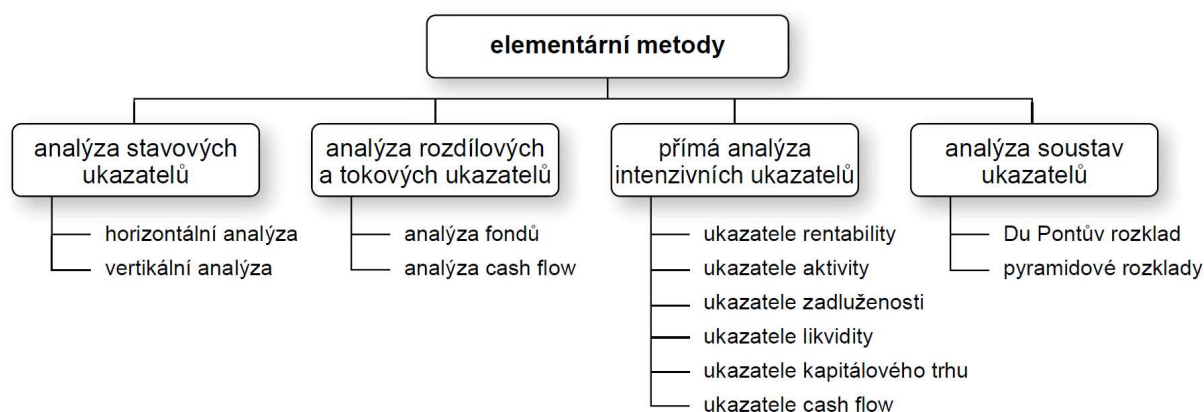 elementární metody
analýza stavových
ukazatelů
horizontální analýza
vertikální analýza
analýza rozdílových
a tokových ukazatelů
analýza fondů
analýza cash flow
přímá analýza
intenzivních ukazatelů
ukazatele rentability
ukazatele aktivity
ukazatele zadluženosti
ukazatele likvidity
ukazatele kapitálového trhu
ukazatele cash flow
analýza soustav
ukazatelů
Du Pontův rozklad
pyramidové rozklady